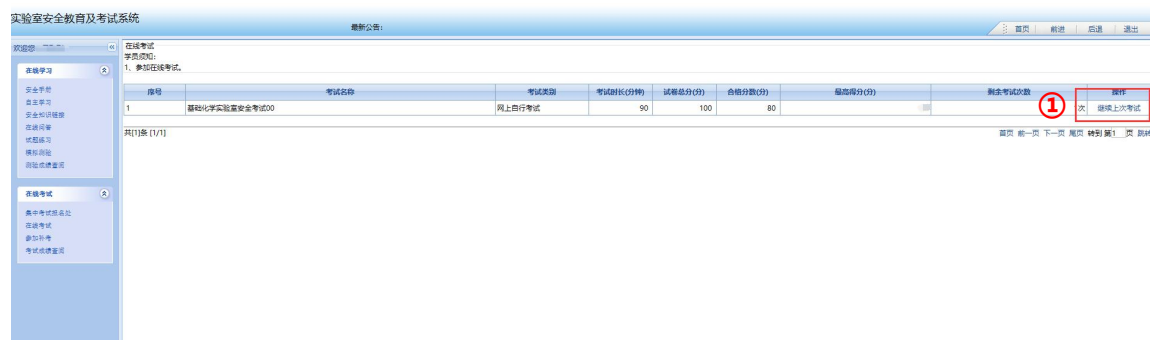 实验室安全教育及考试系统
最新公告:
首页 前进 后退 退出
欢迎您
在线学习
安全手册
自主学习
安全知识链接
在线问答
试题练习
模拟测验
测验成绩查阅
在线考试
集中考试报名处
在线考试
参加补考
考试成绩查阅
在线考试
学员须知:
1、参加在线考试。
序号 考试名称 考试类别 考试时长(分钟) 试卷总分(分) 合格分数(分) 最高得分(分) 剩余考试次数 操作
1 基础化学实验室安全考试00 网上自行考试 90 100 80 次 继续上次考试
①
共[1]条 [1/1]
首页 前一页 下一页 尾页 转到 第1 页 跳转